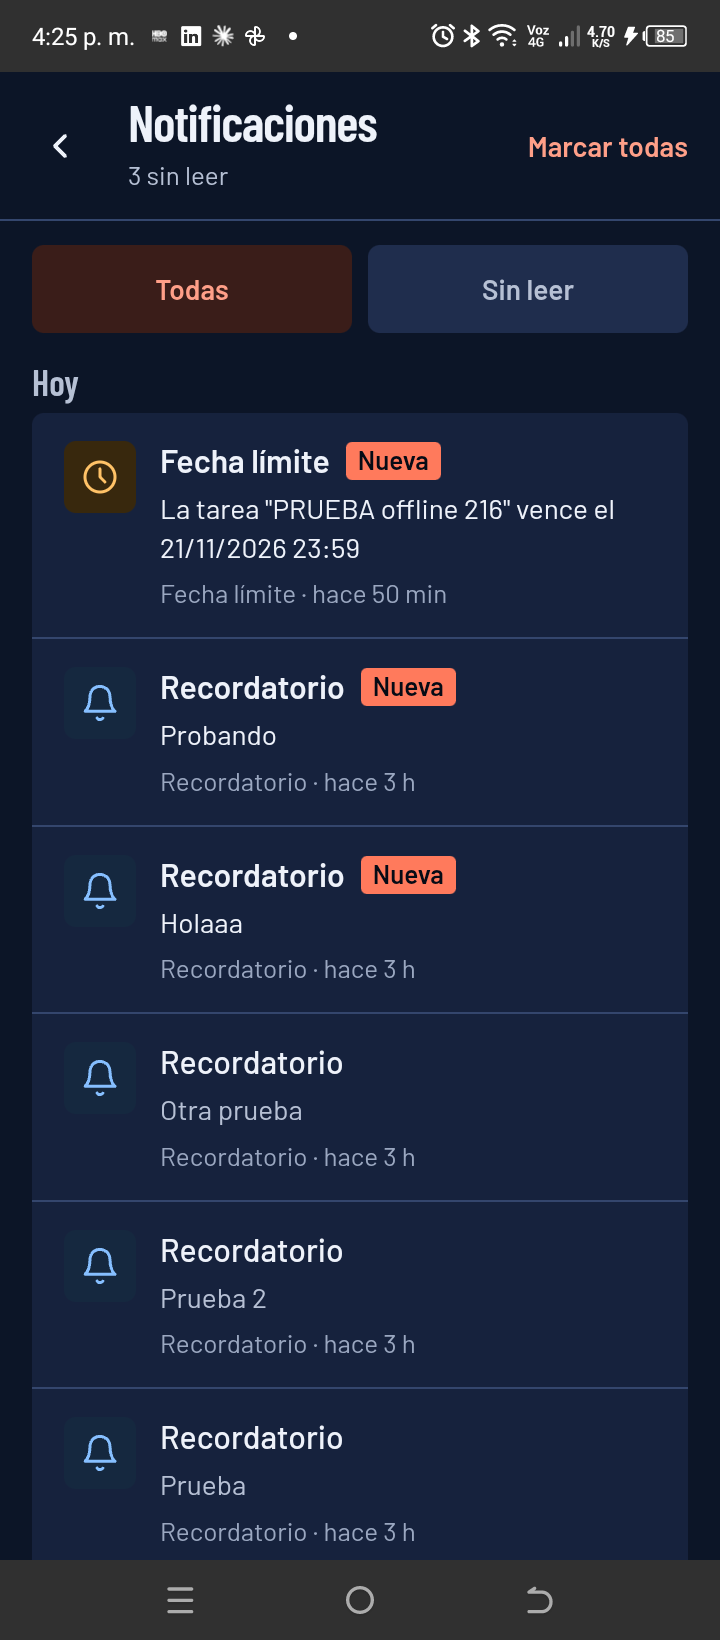 4:25 p. m.
Voz
4G
4.70
K/S
85
Notificaciones
3 sin leer
Marcar todas
Todas
Sin leer
Hoy
Fecha límite Nueva
La tarea "PRUEBA offline 216" vence el
21/11/2026 23:59
Fecha límite · hace 50 min
Recordatorio Nueva
Probando
Recordatorio · hace 3 h
Recordatorio Nueva
Holaaa
Recordatorio · hace 3 h
Recordatorio
Otra prueba
Recordatorio · hace 3 h
Recordatorio
Prueba 2
Recordatorio · hace 3 h
Recordatorio
Prueba
Recordatorio · hace 3 h